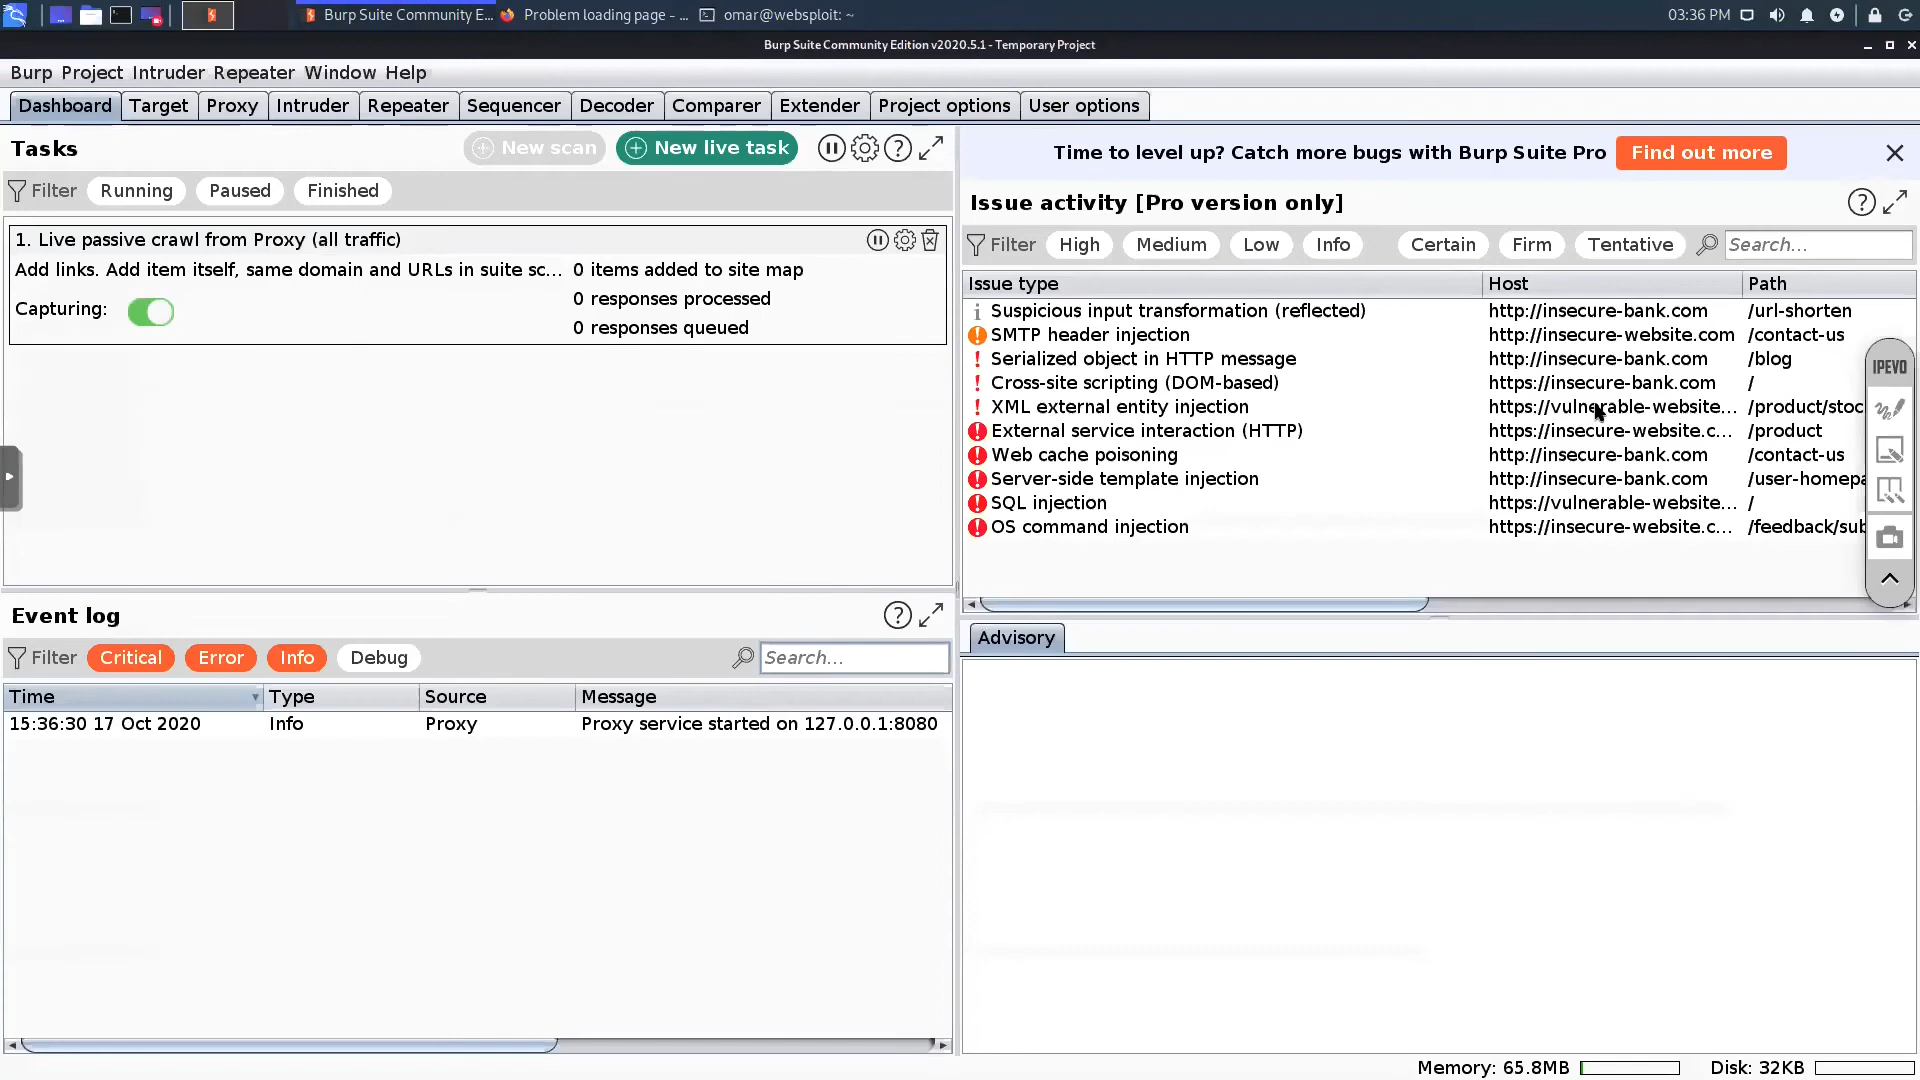 Burp Suite Community E... Problem loading page - ... omar@websploit: ~ 03:36 PM
Burp Suite Community Edition v2020.5.1 - Temporary Project
Burp Project Intruder Repeater Window Help
Dashboard Target Proxy Intruder Repeater Sequencer Decoder Comparer Extender Project options User options
Tasks New scan New live task
Filter Running Paused Finished
1. Live passive crawl from Proxy (all traffic)
Add links. Add item itself, same domain and URLs in suite sc... 0 items added to site map
Capturing: 0 responses processed
0 responses queued
Time to level up? Catch more bugs with Burp Suite Pro Find out more
Issue activity [Pro version only]
Filter High Medium Low Info Certain Firm Tentative Search...
Issue type Host Path
Suspicious input transformation (reflected) http://insecure-bank.com /url-shorten
SMTP header injection http://insecure-website.com /contact-us
Serialized object in HTTP message http://insecure-bank.com /blog
Cross-site scripting (DOM-based) https://insecure-bank.com /
XML external entity injection https://vulnerable-website... /product/stoc
External service interaction (HTTP) https://insecure-website.c... /product
Web cache poisoning http://insecure-bank.com /contact-us
Server-side template injection http://insecure-bank.com /user-homepa
SQL injection https://vulnerable-website... /
OS command injection https://insecure-website.c... /feedback/sub
IPEVO
Event log
Filter Critical Error Info Debug Search...
Time Type Source Message
15:36:30 17 Oct 2020 Info Proxy Proxy service started on 127.0.0.1:8080
Advisory
Memory: 65.8MB Disk: 32KB